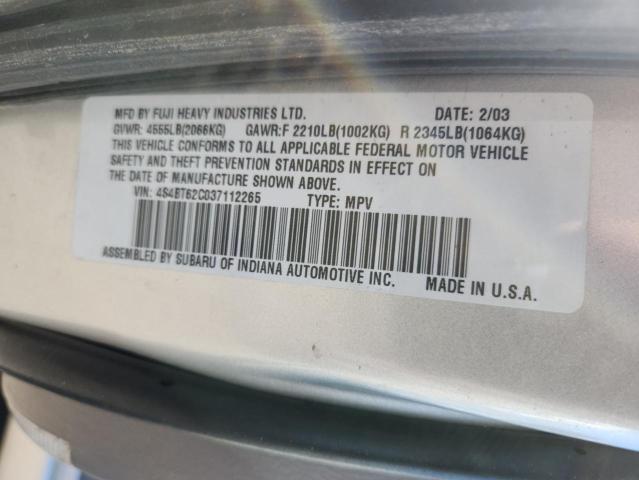 MFD BY FUJI HEAVY INDUSTRIES LTD. DATE: 2/03
GVWR: 4555LB(2066KG) GAWR:F 2210LB(1002KG) R 2345LB(1064KG)
THIS VEHICLE CONFORMS TO ALL APPLICABLE FEDERAL MOTOR VEHICLE
SAFETY AND THEFT PREVENTION STANDARDS IN EFFECT ON
THE DATE OF MANUFACTURE SHOWN ABOVE.
VIN: 4S4BT62C037112265 TYPE: MPV
ASSEMBLED BY SUBARU OF INDIANA AUTOMOTIVE INC. MADE IN U.S.A.